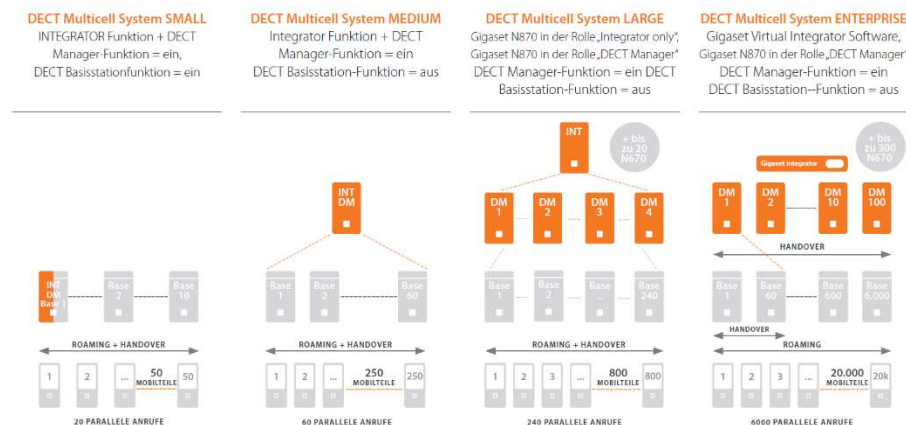 DECT Multicell System SMALL
INTEGRATOR Funktion + DECT
Manager-Funktion = ein,
DECT Basisstationfunktion = ein
INT
DM
Base 1
Base
2
Base
10
ROAMING + HANDOVER
1
2
...
50
MOBILTEILE
50
20 PARALLELE ANRUFE
DECT Multicell System MEDIUM
Integrator Funktion + DECT
Manager-Funktion = ein
DECT Basisstation-Funktion = aus
INT
DM
Base
1
Base
2
Base
60
ROAMING + HANDOVER
1
2
...
250
MOBILTEILE
250
60 PARALLELE ANRUFE
DECT Multicell System LARGE
Gigaset N870 in der Rolle „Integrator only“,
Gigaset N870 in der Rolle „DECT Manager“
DECT Manager-Funktion = ein DECT
Basisstation-Funktion = aus
INT
+ bis
zu 20
N670
DM
1
DM
2
DM
3
DM
4
Base
1
Base
2
Base
...
Base
240
ROAMING + HANDOVER
1
2
3
...
800
MOBILTEILE
800
240 PARALLELE ANRUFE
DECT Multicell System ENTERPRISE
Gigaset Virtual Integrator Software,
Gigaset N870 in der Rolle „DECT Manager“
DECT Manager-Funktion = ein
DECT Basisstation--Funktion = aus
+ bis
zu 300
N670
Gigaset integrator
DM
1
DM
2
DM
10
DM
100
HANDOVER
Base
1
Base
60
Base
600
Base
6,000
HANDOVER
ROAMING
1
2
3
4
...
20.000
MOBILTEILE
20k
6000 PARALLELE ANRUFE